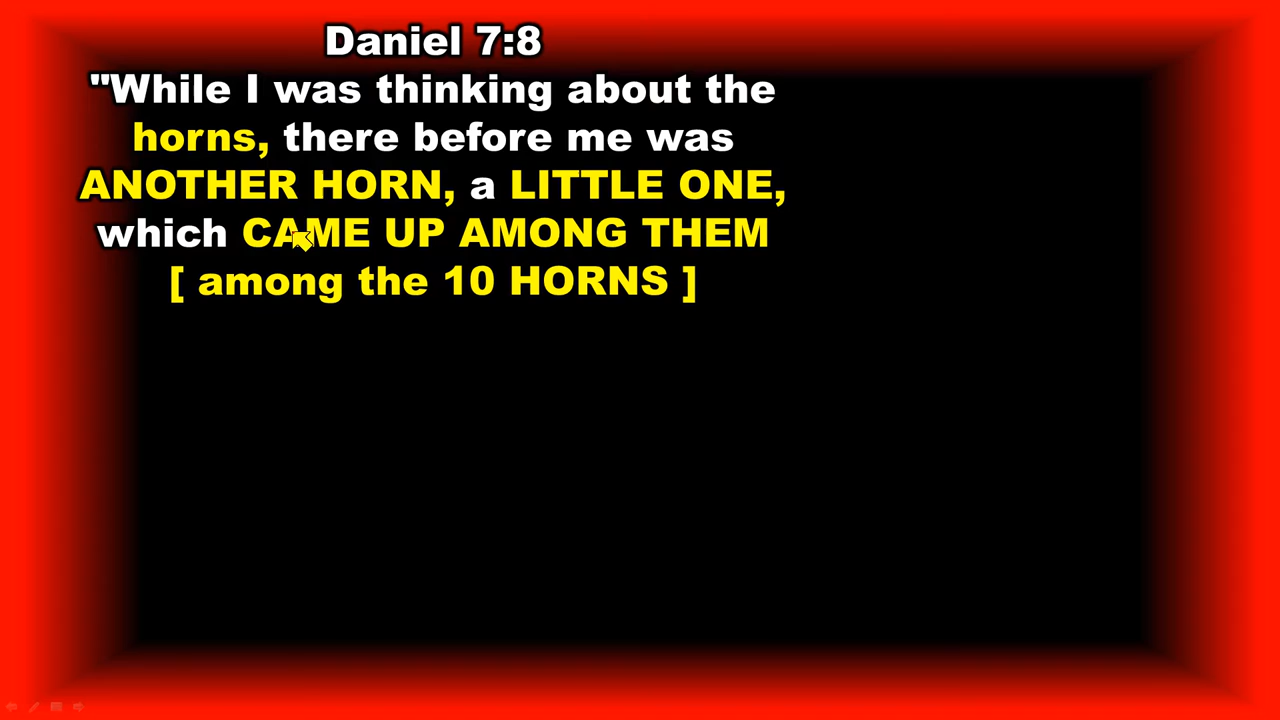 Daniel 7:8
"While I was thinking about the
horns, there before me was
ANOTHER HORN, a LITTLE ONE,
which CAME UP AMONG THEM
[ among the 10 HORNS ]